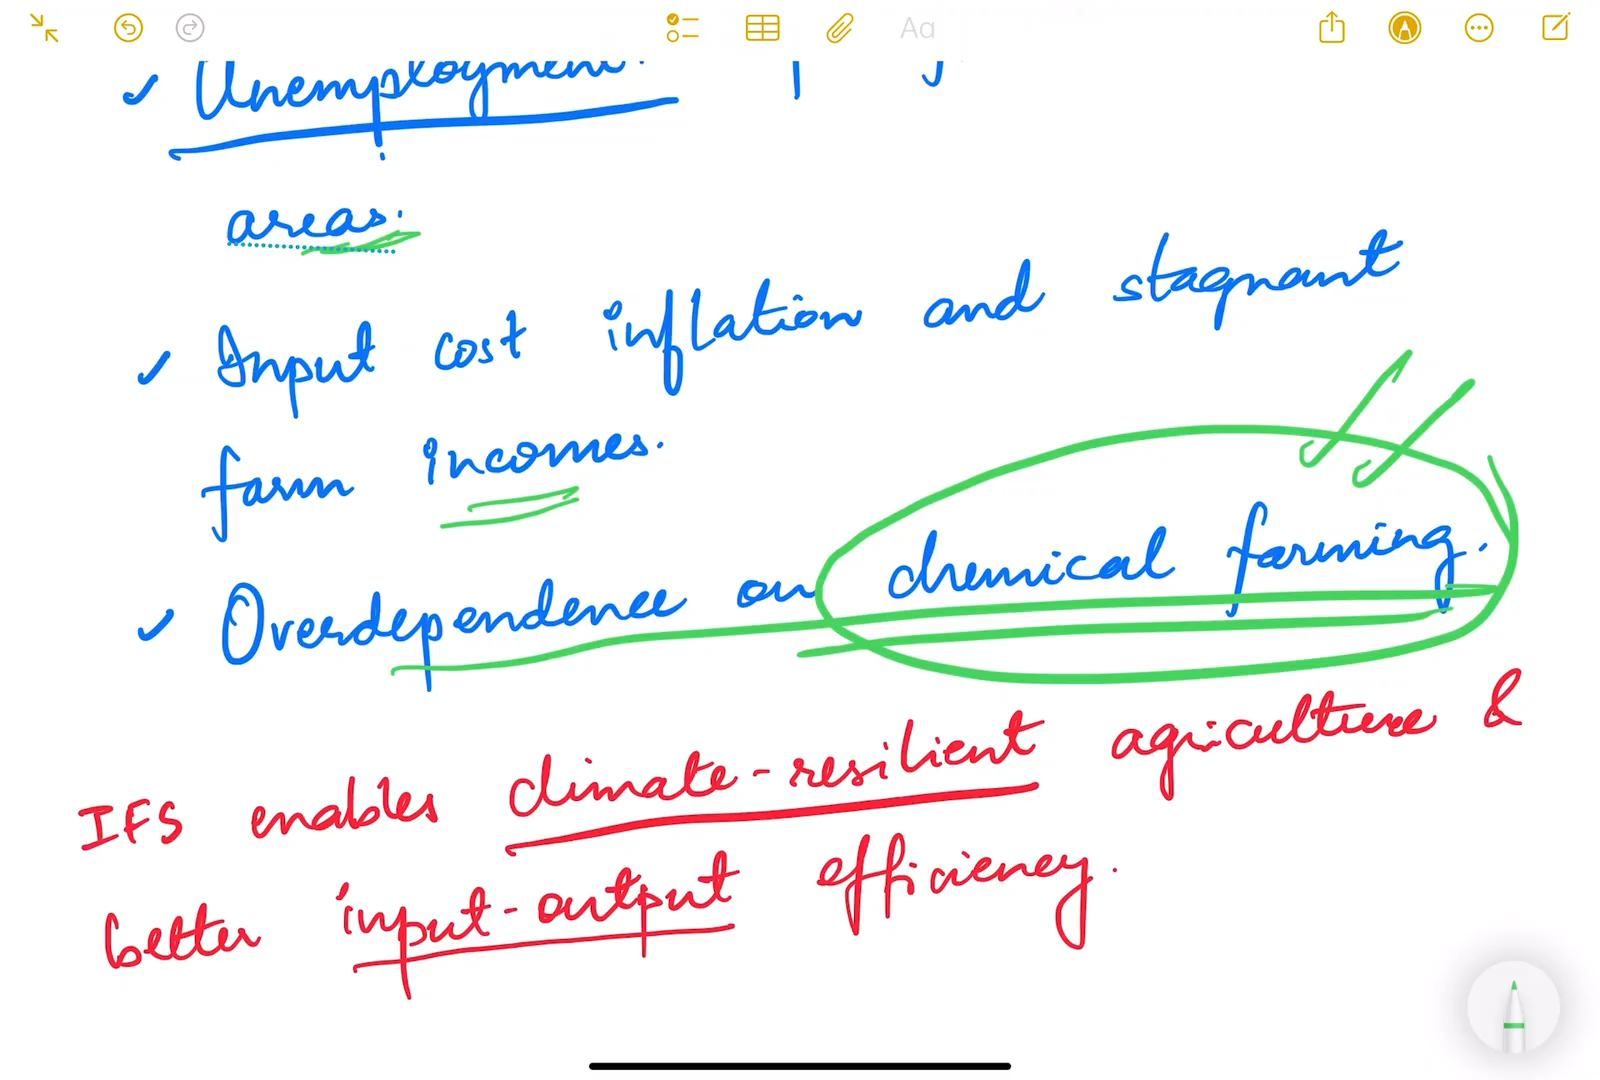 ✓ Unemployment.
areas.
✓ Input cost inflation and stagnant
farm incomes.
✓ Overdependence on chemical farming.
IFS enables climate-resilient agriculture &
better input-output efficiency.
Aa